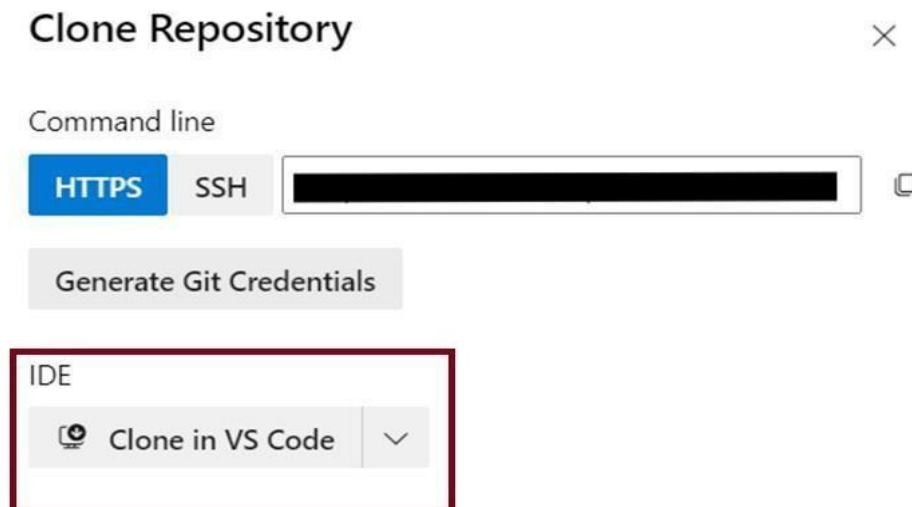 Clone Repository
Command line
HTTPS SSH
Generate Git Credentials
IDE
Clone in VS Code